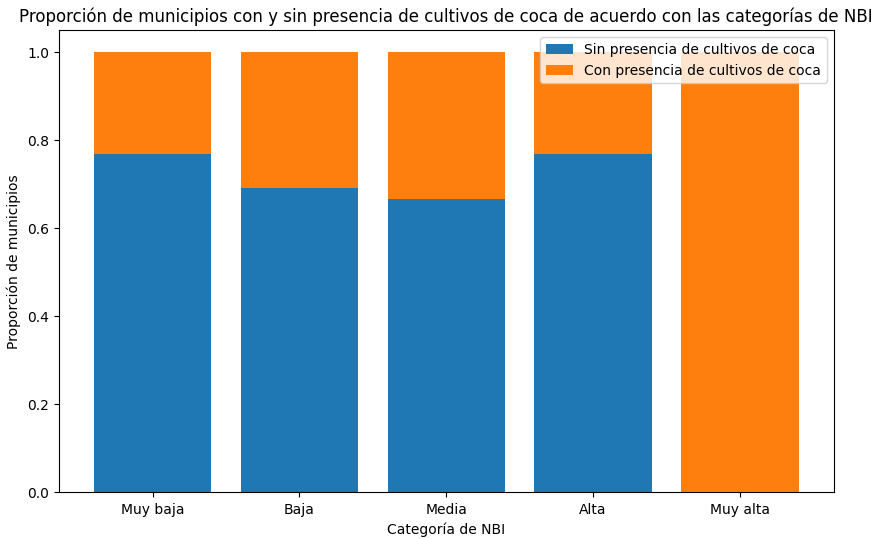 Proporción de municipios con y sin presencia de cultivos de coca de acuerdo con las categorías de NBI
Sin presencia de cultivos de coca
Con presencia de cultivos de coca
Proporción de municipios
1.0
0.8
0.6
0.4
0.2
0.0
Muy baja
Baja
Media
Alta
Muy alta
Categoría de NBI